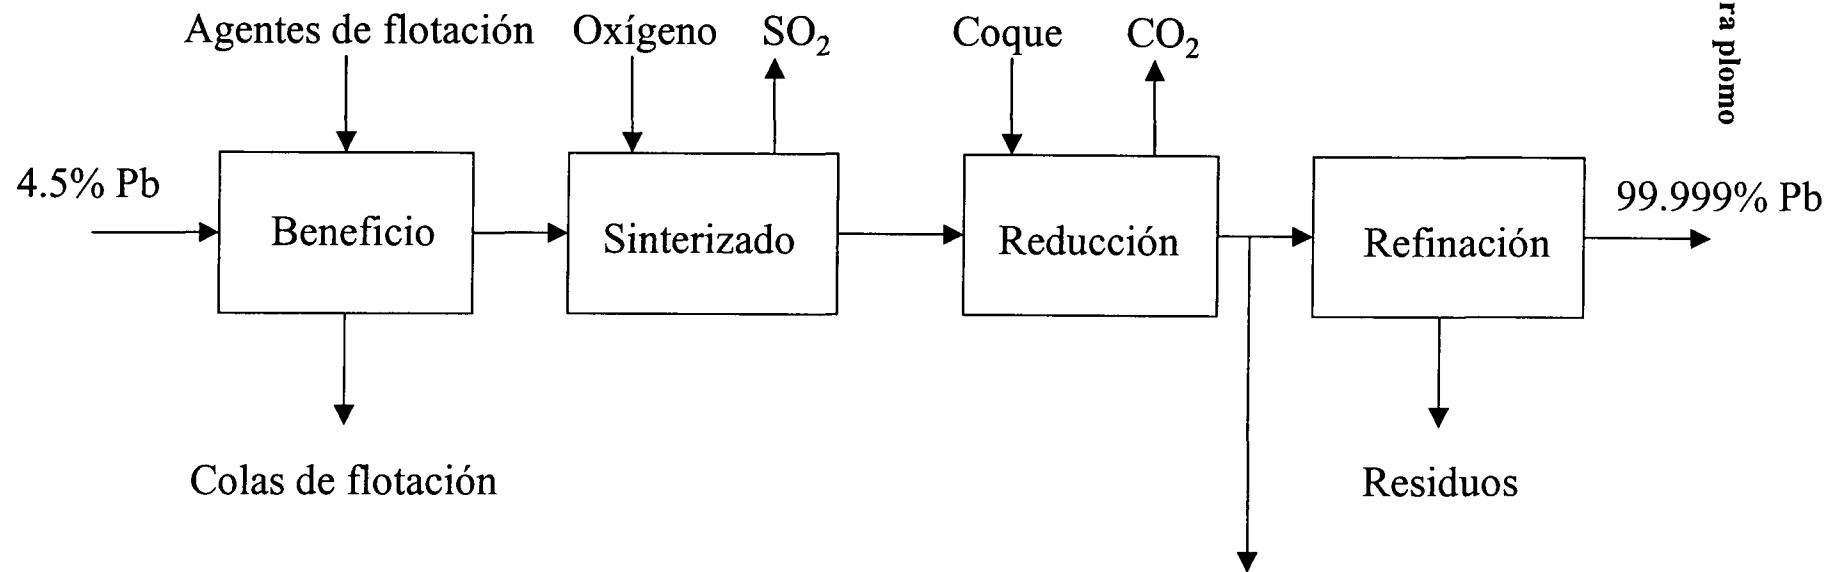 Agentes de flotación
Oxígeno
SO₂
Coque
CO₂
4.5% Pb
Beneficio
Sinterizado
Reducción
Refinación
99.999% Pb
Colas de flotación
Residuos
ra plomo